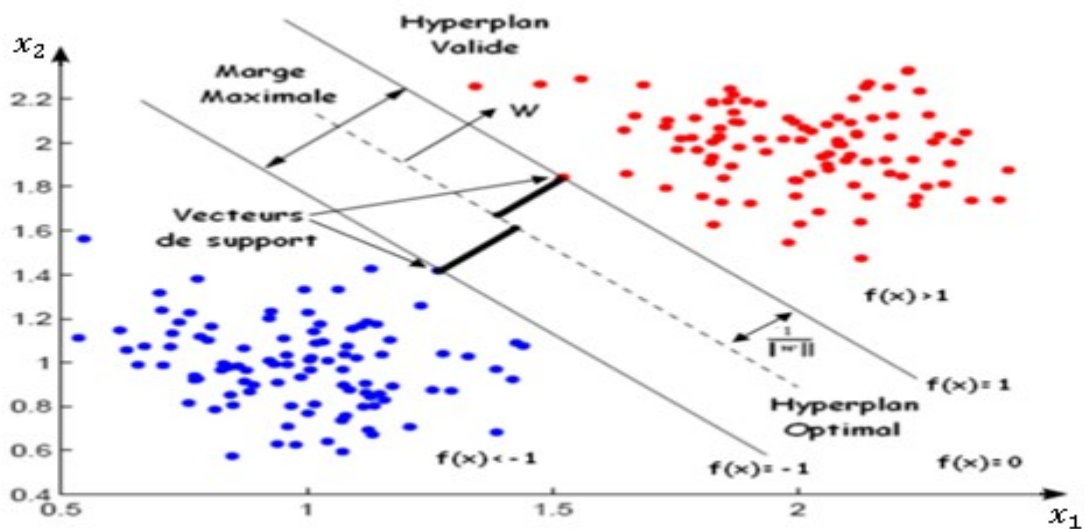 Hyperplan
Valide
x₂
Marge
Maximale
2.2
W
2
1.8
Vecteurs
de support
1.6
1.4
f(x)>1
1.2
1
‖w‖
1
f(x)=1
0.8
Hyperplan
Optimal
0.6
f(x)<-1
f(x)=-1
f(x)=0
0.4
0.5
1
1.5
2
x₁